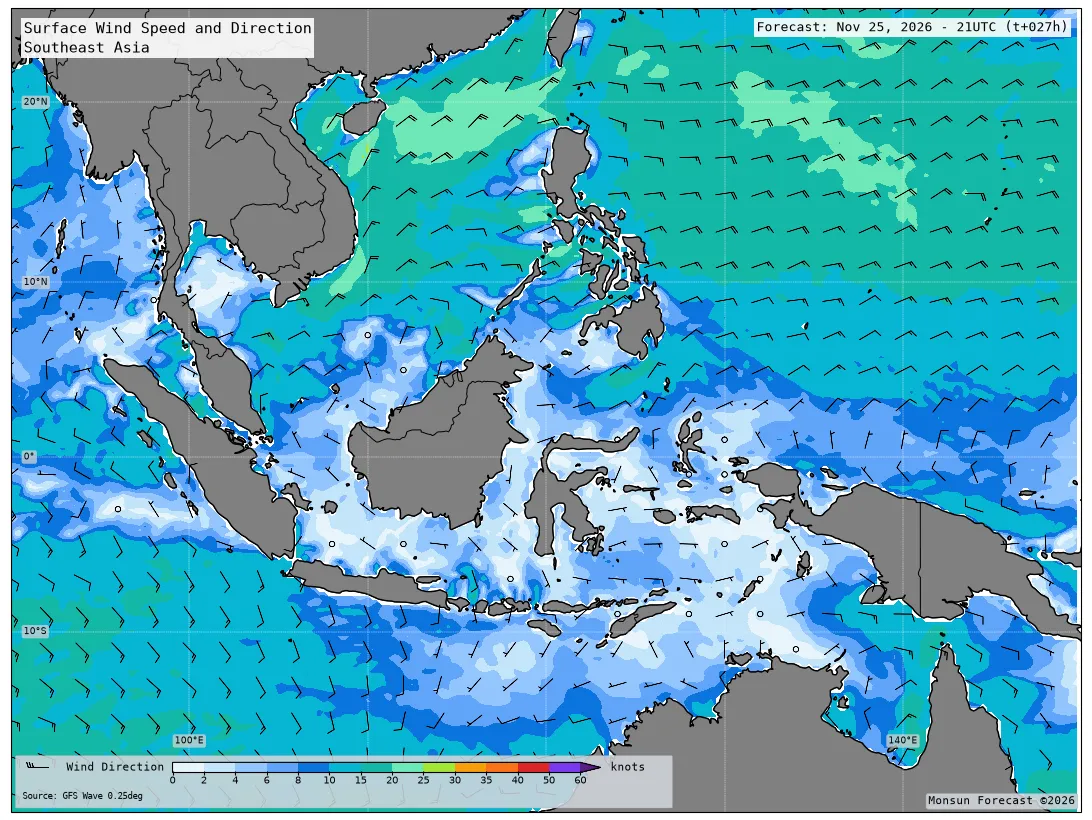 Surface Wind Speed and Direction
Southeast Asia
Forecast: Nov 25, 2026 - 21UTC (t+027h)
20°N
10°N
0°
10°S
100°E
140°E
Wind Direction
0 2 4 6 8 10 15 20 25 30 35 40 50 60
knots
Source: GFS Wave 0.25deg
Monsun Forecast ©2026